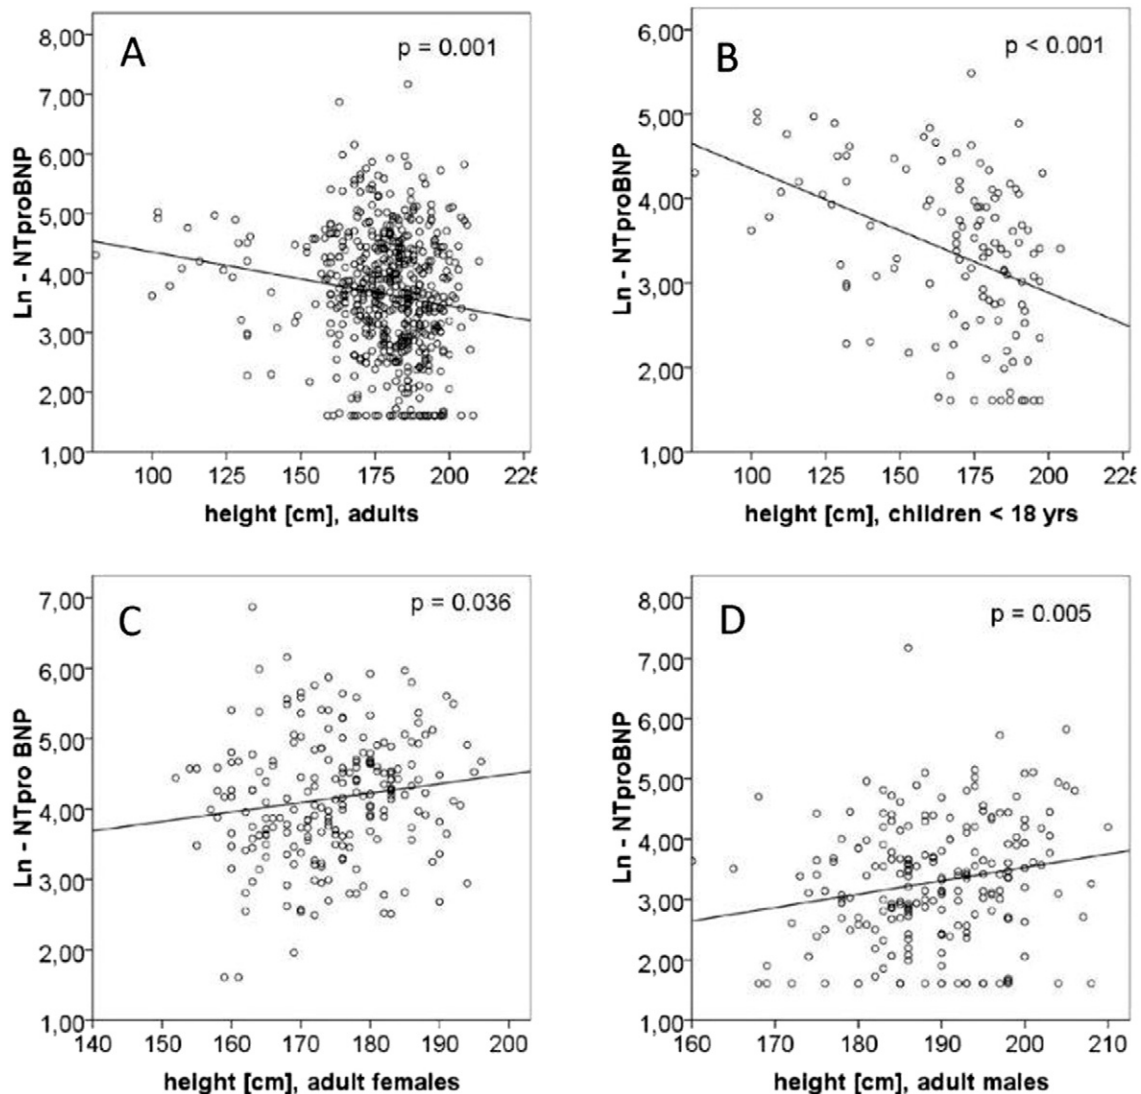 A
p = 0.001
8,00
7,00
6,00
5,00
4,00
3,00
2,00
1,00
Ln - NTproBNP
100 125 150 175 200 225
height [cm], adults
B
p < 0.001
6,00
5,00
4,00
3,00
2,00
1,00
Ln - NTproBNP
100 125 150 175 200 225
height [cm], children < 18 yrs
C
p = 0.036
7,00
6,00
5,00
4,00
3,00
2,00
1,00
Ln - NTpro BNP
140 150 160 170 180 190 200
height [cm], adult females
D
p = 0.005
8,00
7,00
6,00
5,00
4,00
3,00
2,00
1,00
Ln - NTproBNP
160 170 180 190 200 210
height [cm], adult males